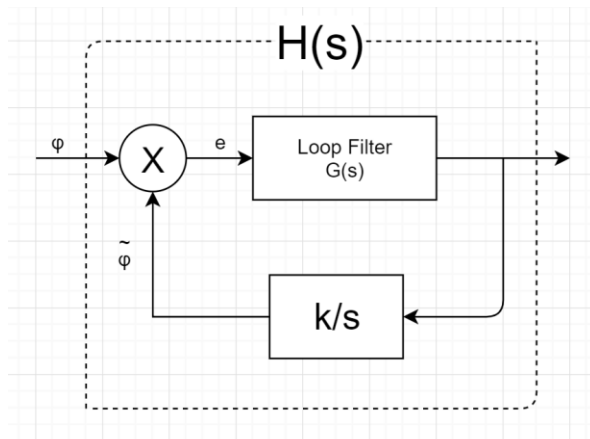 H(s)
φ
X
e
Loop Filter
G(s)
φ̃
k/s